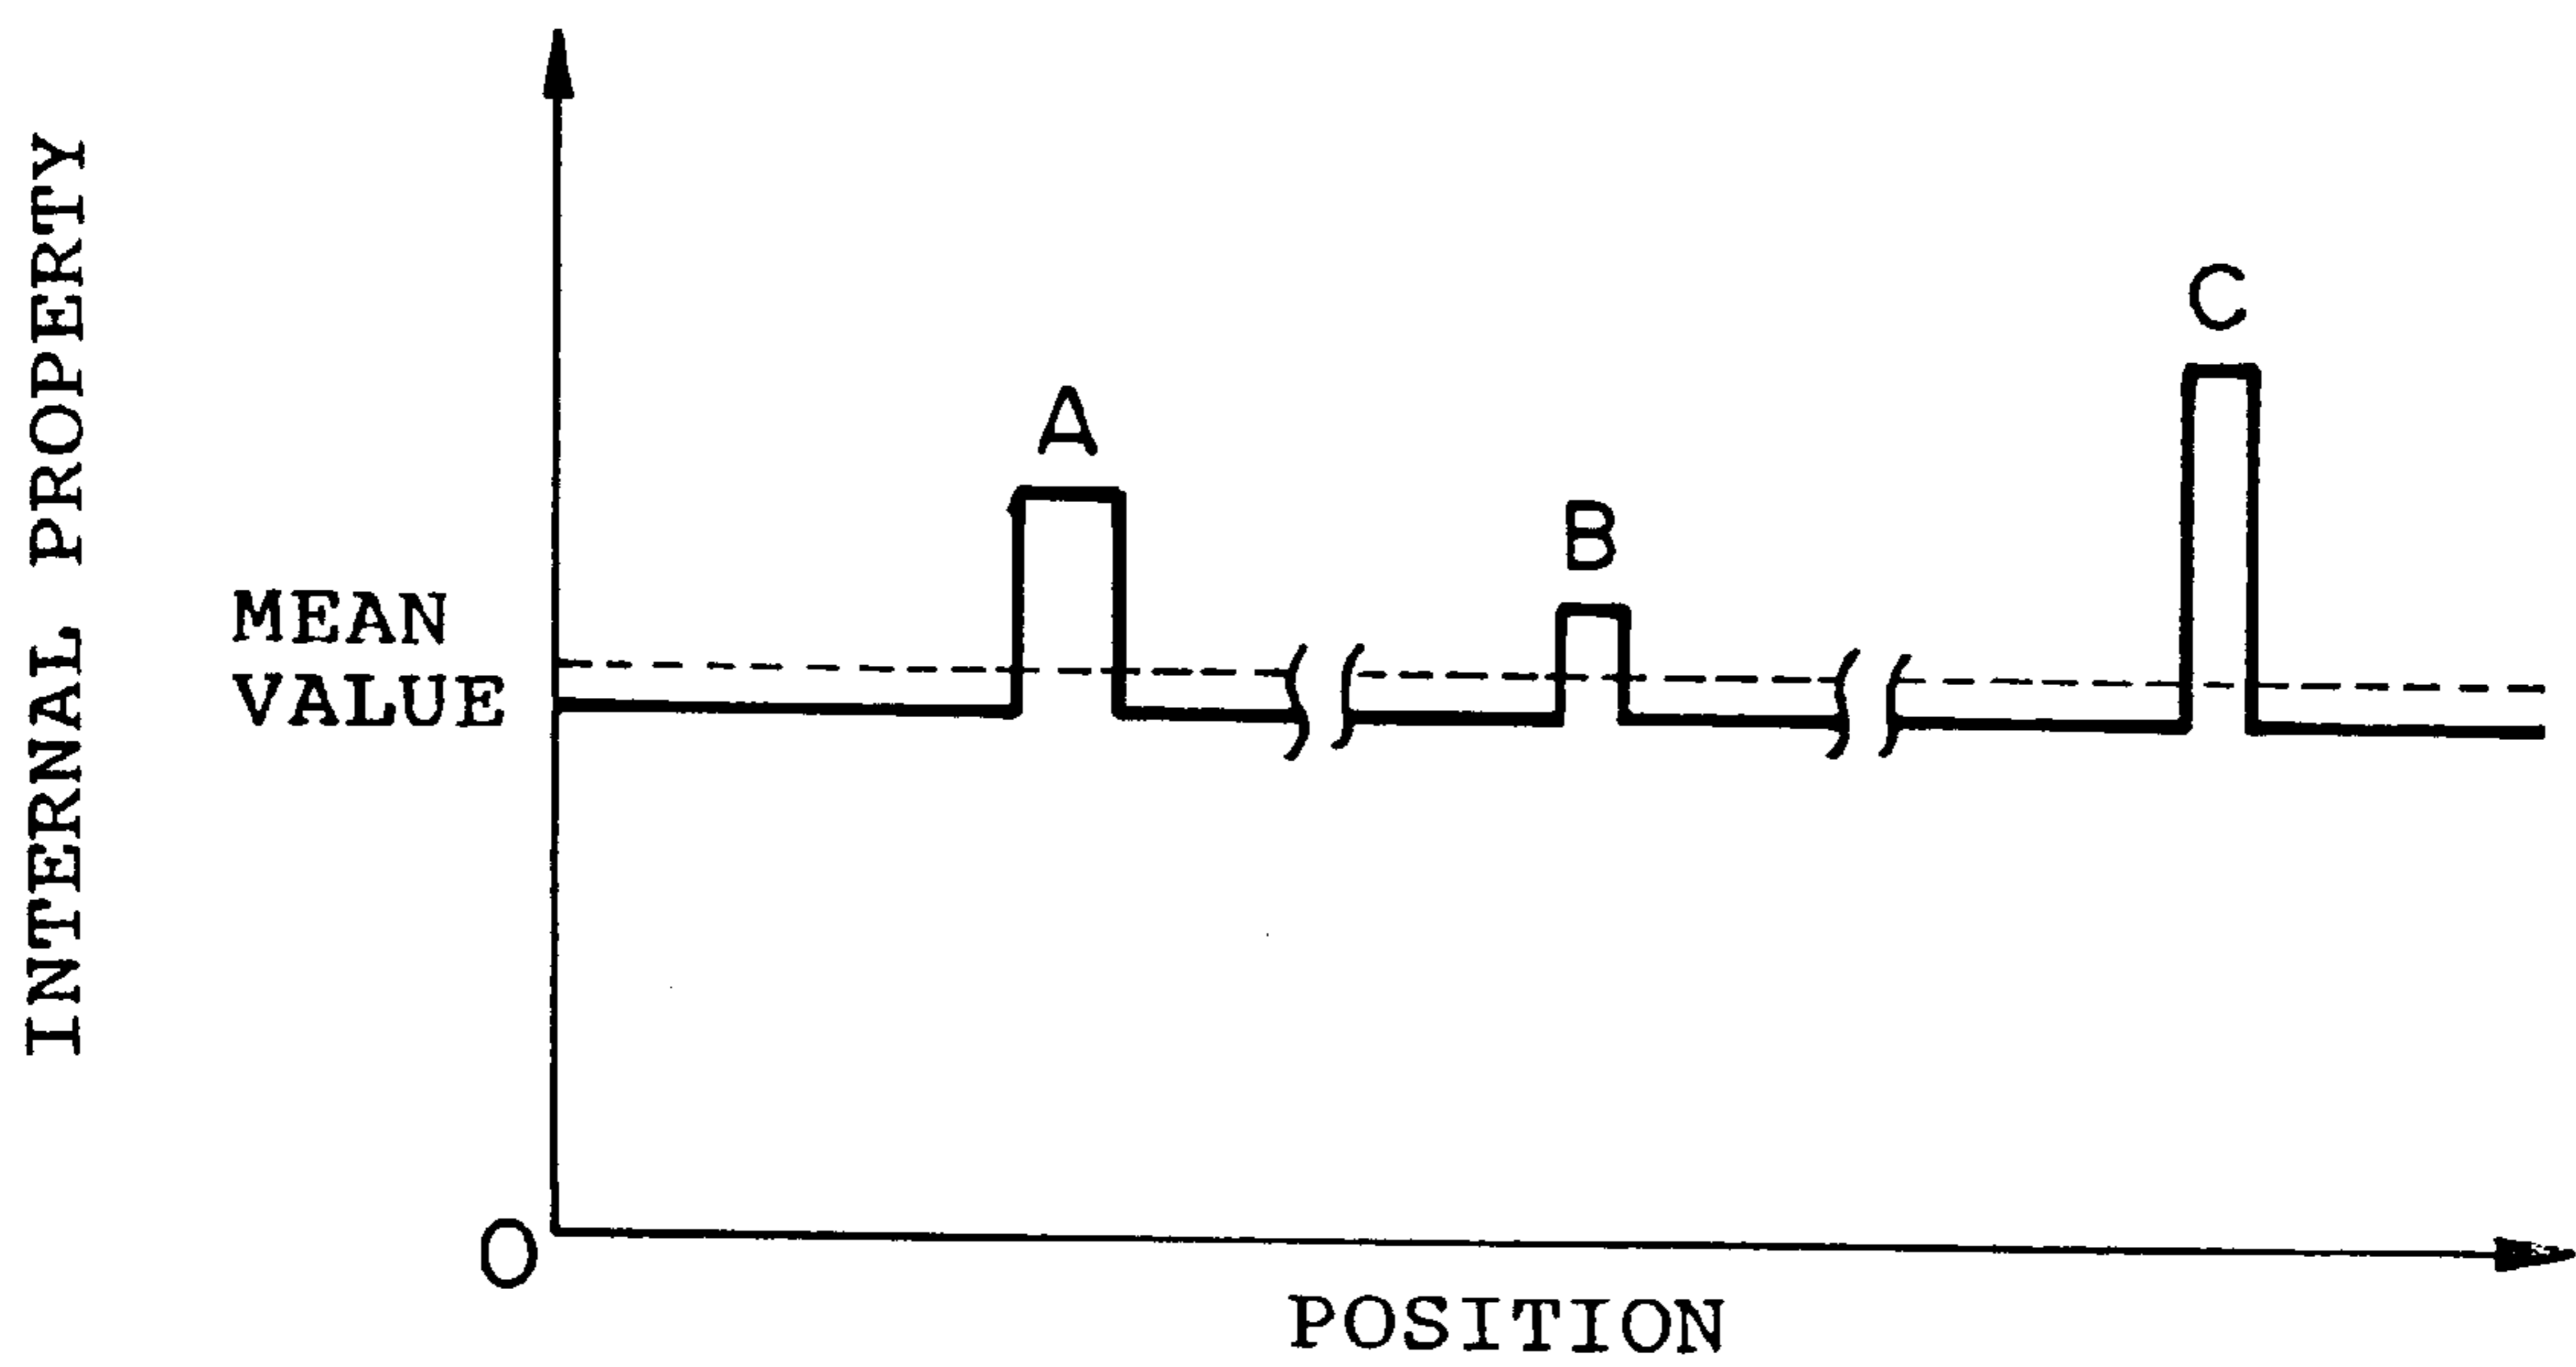 INTERNAL PROPERTY
MEAN
VALUE
A
B
C
O
POSITION